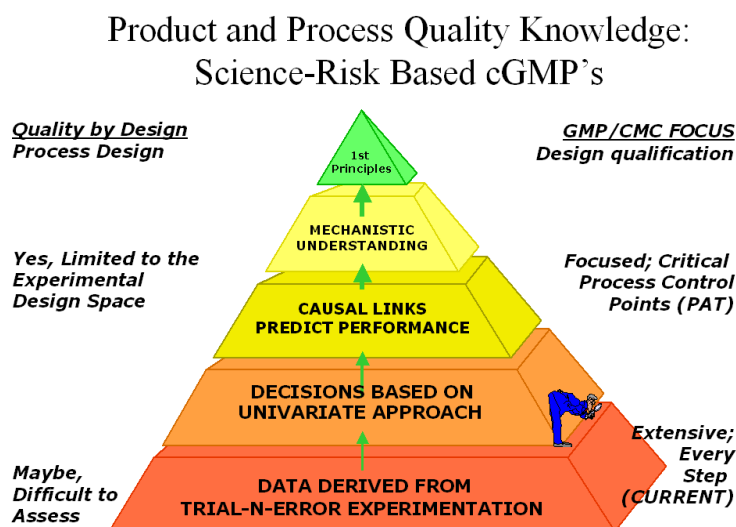 Product and Process Quality Knowledge:
Science-Risk Based cGMP's
Quality by Design
Process Design
GMP/CMC FOCUS
Design qualification
1st
Principles
MECHANISTIC
UNDERSTANDING
Yes, Limited to the
Experimental
Design Space
Focused; Critical
Process Control
Points (PAT)
CAUSAL LINKS
PREDICT PERFORMANCE
DECISIONS BASED ON
UNIVARIATE APPROACH
Maybe,
Difficult to
Assess
DATA DERIVED FROM
TRIAL-N-ERROR EXPERIMENTATION
Extensive;
Every
Step
(CURRENT)